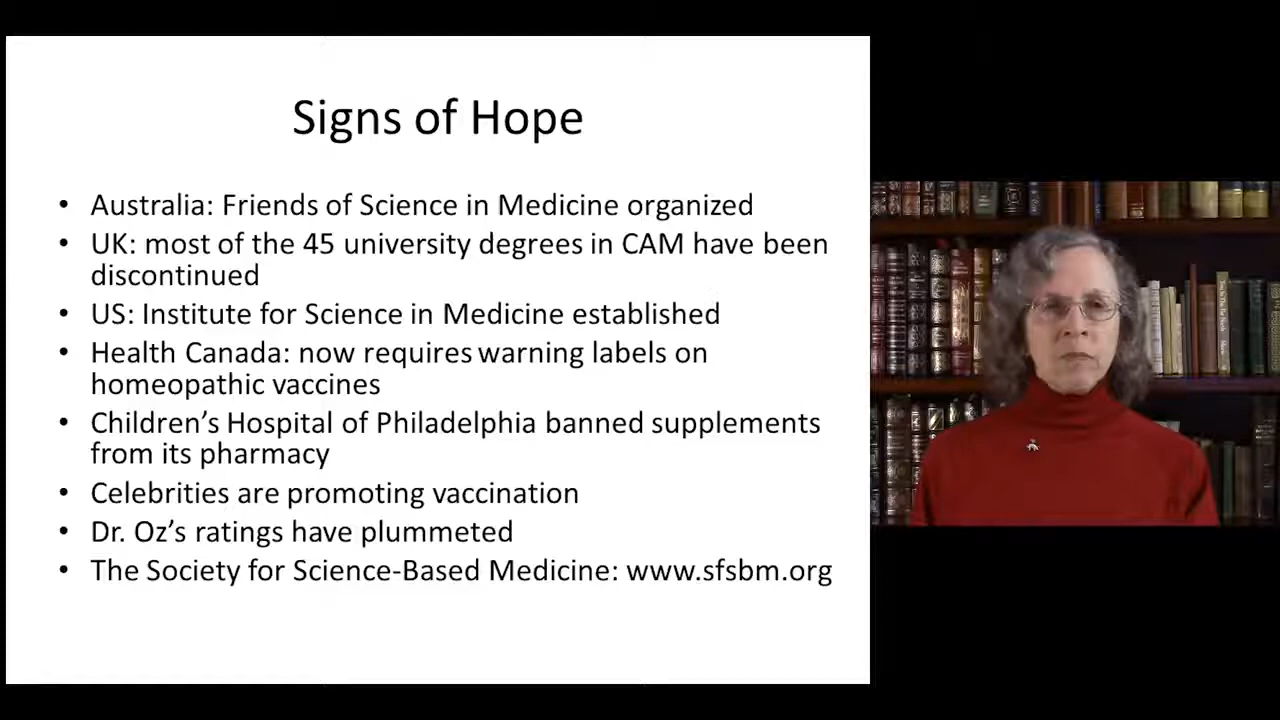 Signs of Hope
• Australia: Friends of Science in Medicine organized
• UK: most of the 45 university degrees in CAM have been
discontinued
• US: Institute for Science in Medicine established
• Health Canada: now requires warning labels on
homeopathic vaccines
• Children’s Hospital of Philadelphia banned supplements
from its pharmacy
• Celebrities are promoting vaccination
• Dr. Oz’s ratings have plummeted
• The Society for Science-Based Medicine: www.sfsbm.org